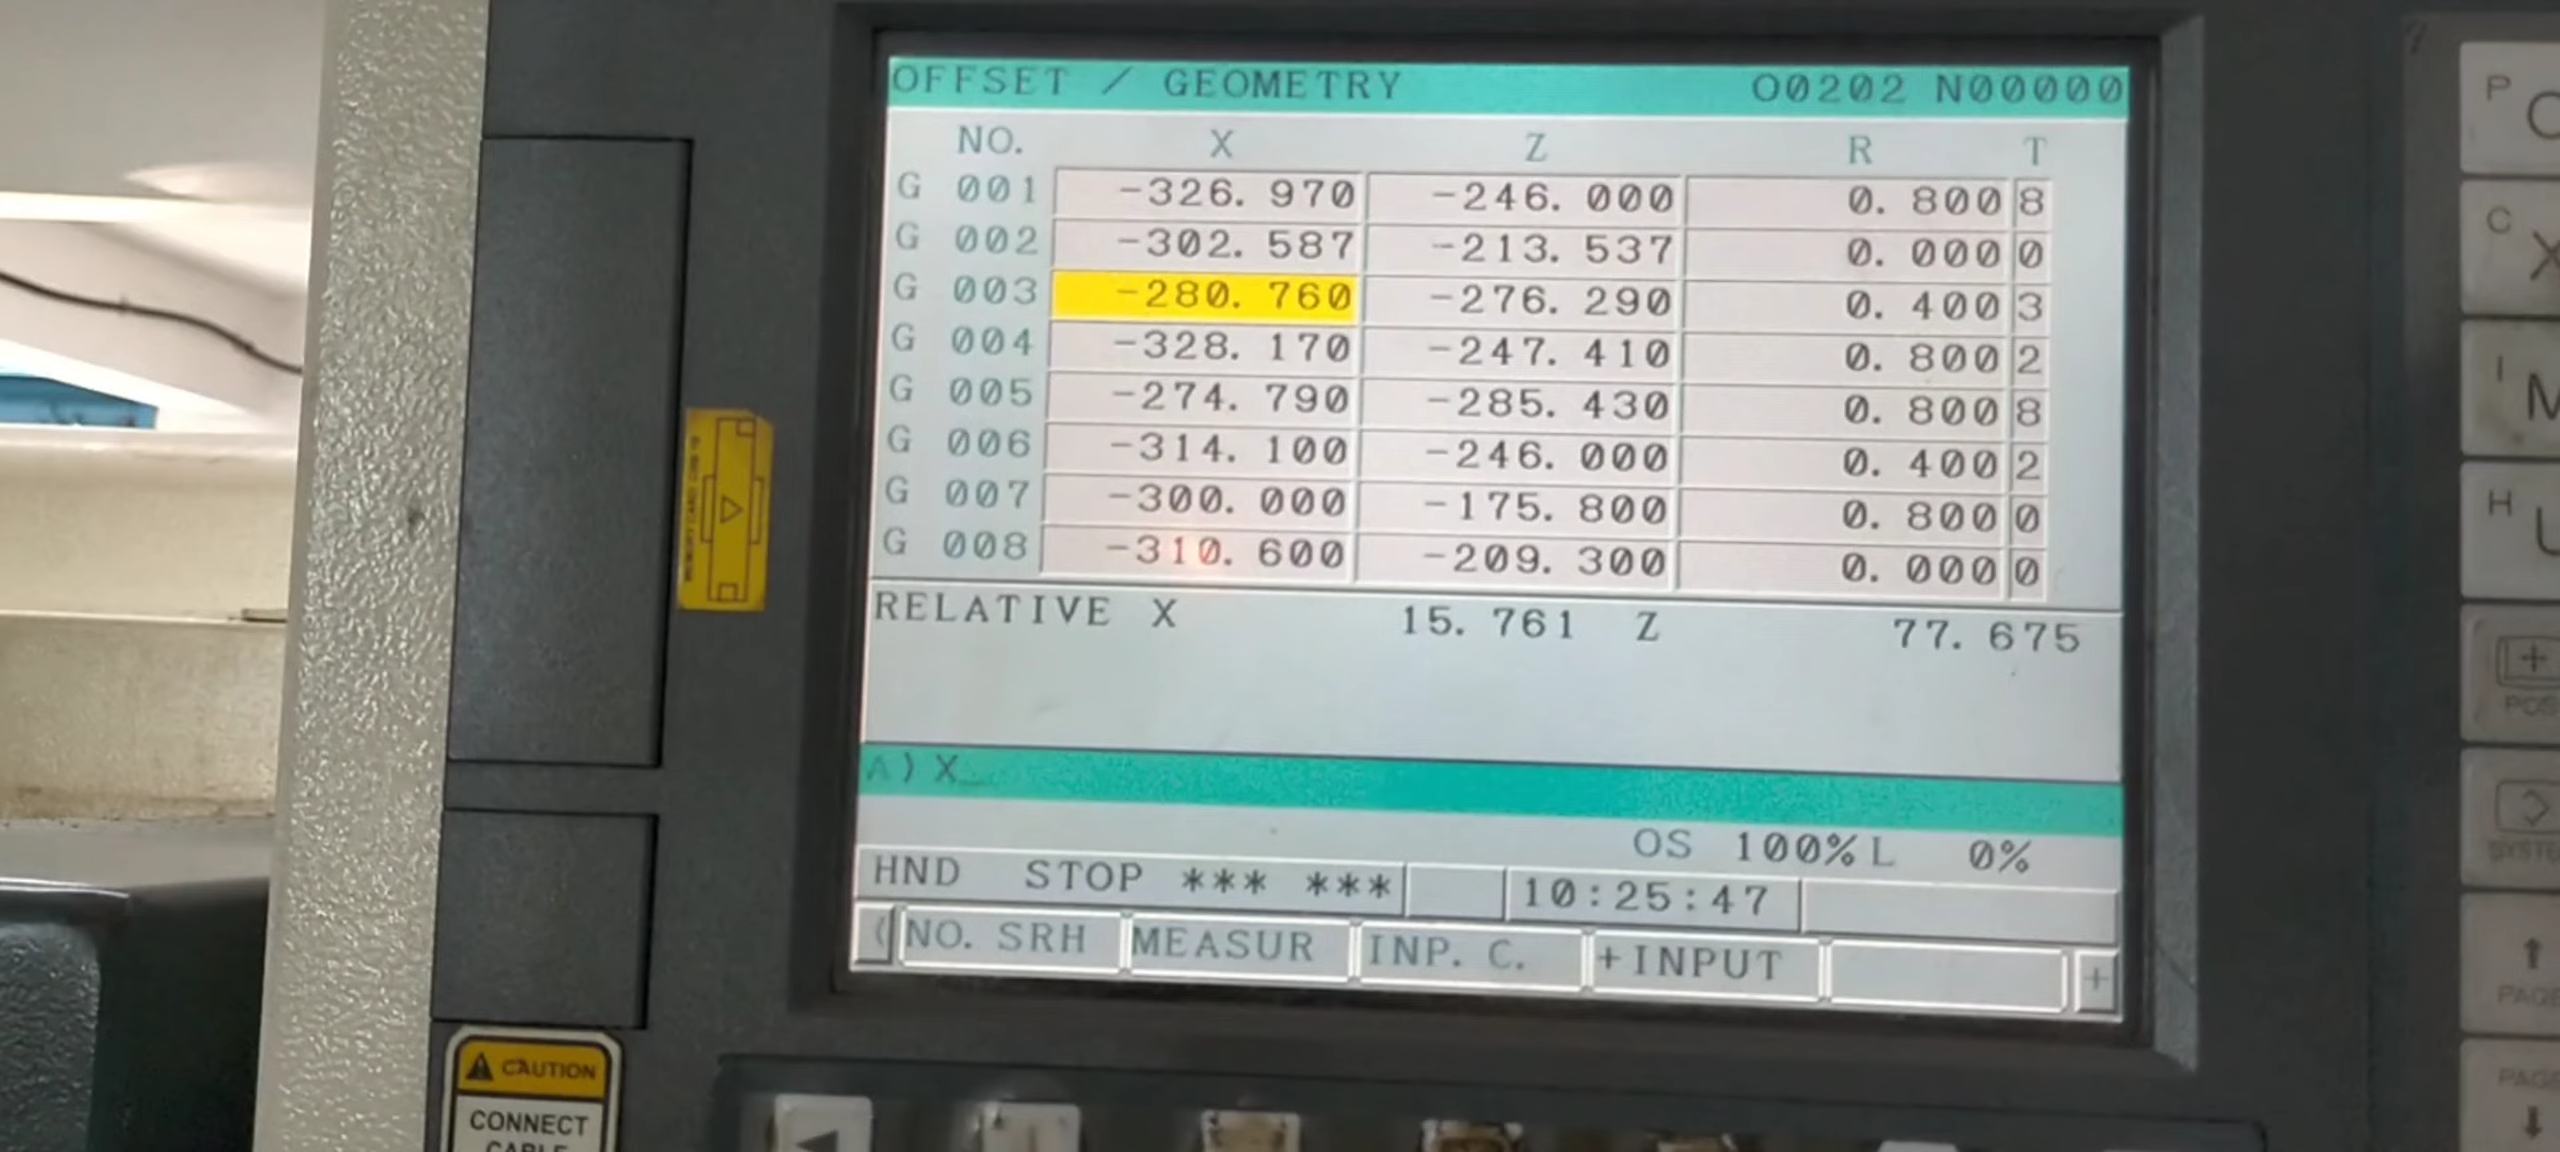 OFFSET / GEOMETRY O0202 N00000
NO. X Z R T
G 001 -326. 970 -246. 000 0. 800 8
G 002 -302. 587 -213. 537 0. 000 0
G 003 -280. 760 -276. 290 0. 400 3
G 004 -328. 170 -247. 410 0. 800 2
G 005 -274. 790 -285. 430 0. 800 8
G 006 -314. 100 -246. 000 0. 400 2
G 007 -300. 000 -175. 800 0. 800 0
G 008 -310. 600 -209. 300 0. 000 0
RELATIVE X 15. 761 Z 77. 675
A) X_
OS 100% L 0%
HND STOP *** *** 10:25:47
( NO. SRH MEASUR INP. C. +INPUT +
CAUTION
CONNECT
CABLE
P
C X
I M
H U
POS
SYSTE
↑
PAGE
PAGE
↓